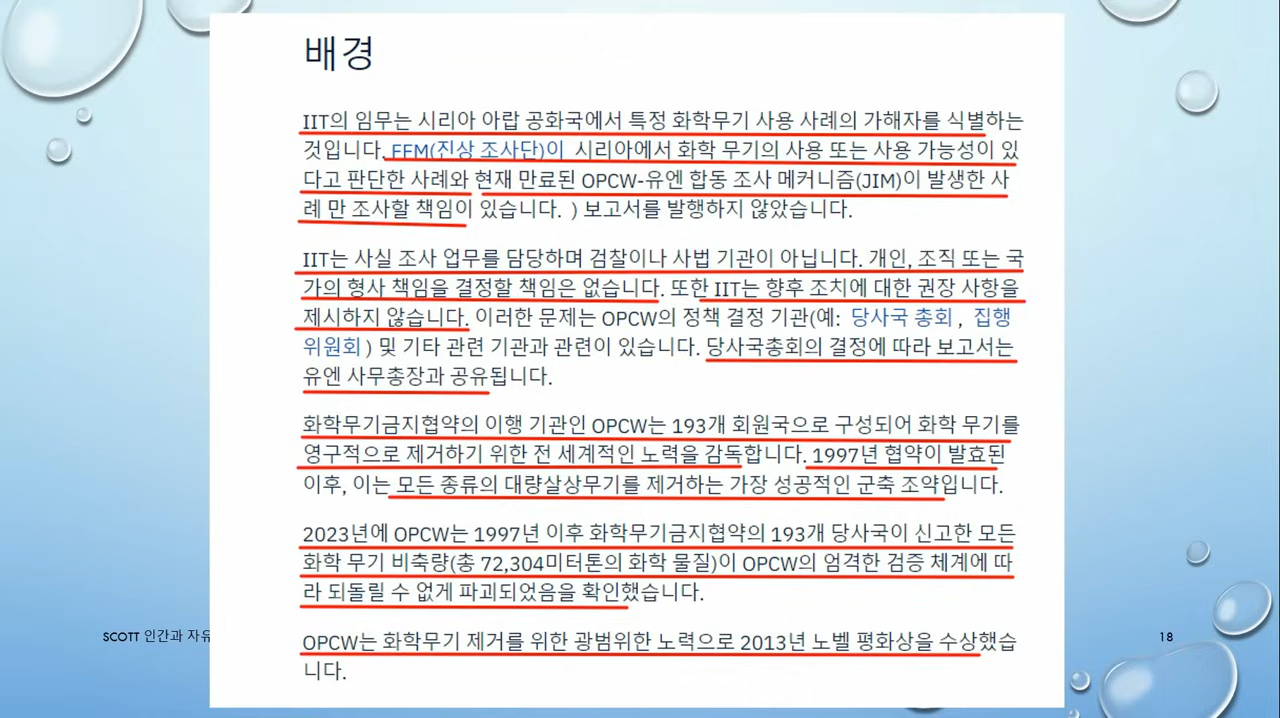 배경
IIT의 임무는 시리아 아랍 공화국에서 특정 화학무기 사용 사례의 가해자를 식별하는
것입니다. FFM(진상 조사단)이 시리아에서 화학 무기의 사용 또는 사용 가능성이 있
다고 판단한 사례와 현재 만료된 OPCW-유엔 합동 조사 메커니즘(JIM)이 발생한 사
례 만 조사할 책임이 있습니다. ) 보고서를 발행하지 않았습니다.
IIT는 사실 조사 업무를 담당하며 검찰이나 사법 기관이 아닙니다. 개인, 조직 또는 국
가의 형사 책임을 결정할 책임은 없습니다. 또한 IIT는 향후 조치에 대한 권장 사항을
제시하지 않습니다. 이러한 문제는 OPCW의 정책 결정 기관(예: 당사국 총회 , 집행
위원회 ) 및 기타 관련 기관과 관련이 있습니다. 당사국총회의 결정에 따라 보고서는
유엔 사무총장과 공유됩니다.
화학무기금지협약의 이행 기관인 OPCW는 193개 회원국으로 구성되어 화학 무기를
영구적으로 제거하기 위한 전 세계적인 노력을 감독합니다. 1997년 협약이 발효된
이후, 이는 모든 종류의 대량살상무기를 제거하는 가장 성공적인 군축 조약입니다.
2023년에 OPCW는 1997년 이후 화학무기금지협약의 193개 당사국이 신고한 모든
화학 무기 비축량(총 72,304미터톤의 화학 물질)이 OPCW의 엄격한 검증 체계에 따
라 되돌릴 수 없게 파괴되었음을 확인했습니다.
OPCW는 화학무기 제거를 위한 광범위한 노력으로 2013년 노벨 평화상을 수상했습
니다.
SCOTT 인간과 자유
18